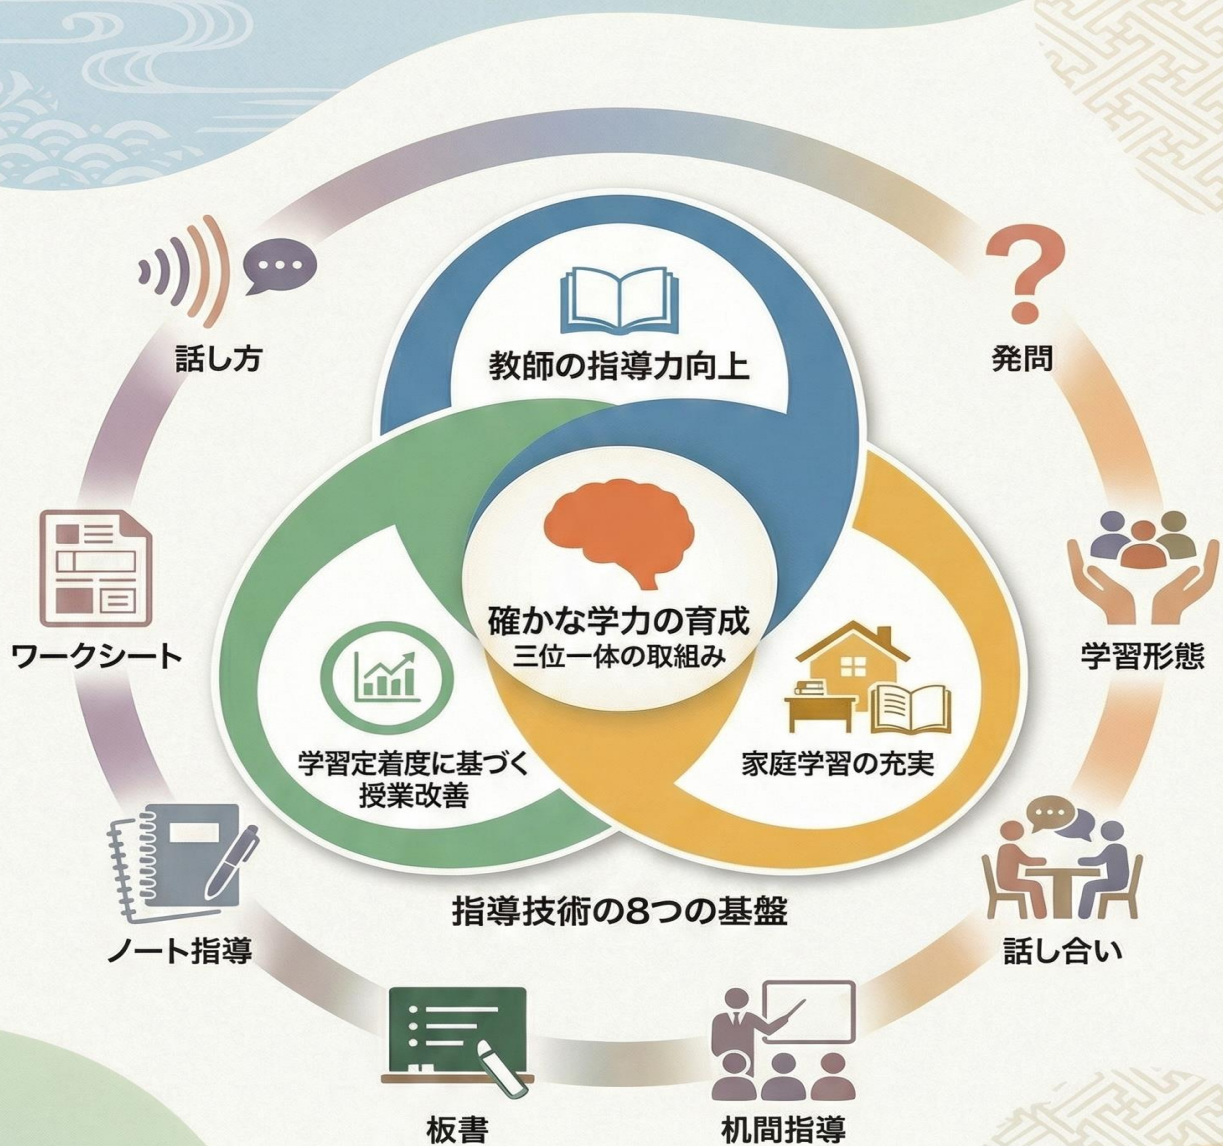 話し方
発問
教師の指導力向上
確かな学力の育成
三位一体の取組み
ワークシート
学習形態
学習定着度に基づく
授業改善
家庭学習の充実
指導技術の8つの基盤
ノート指導
話し合い
板書
机間指導